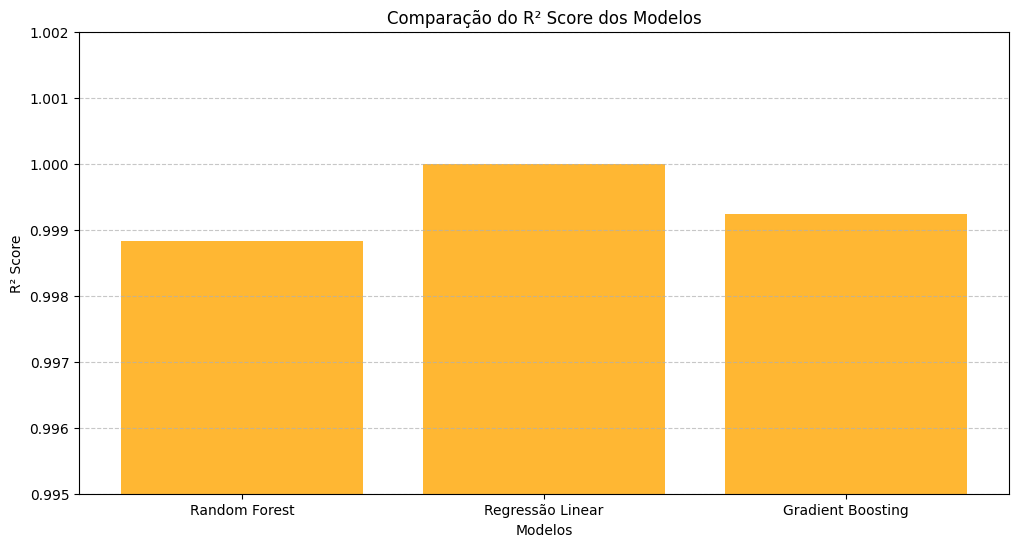 Comparação do R² Score dos Modelos
R² Score
1.002
1.001
1.000
0.999
0.998
0.997
0.996
0.995
Random Forest
Regressão Linear
Gradient Boosting
Modelos